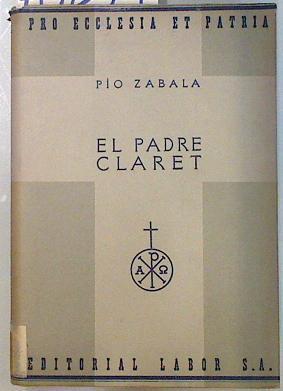 PRO ECCLESIA ET PATRIA
PÍO ZABALA
EL PADRE
CLARET
Α Ρ Ω
EDITORIAL LABOR S.A.